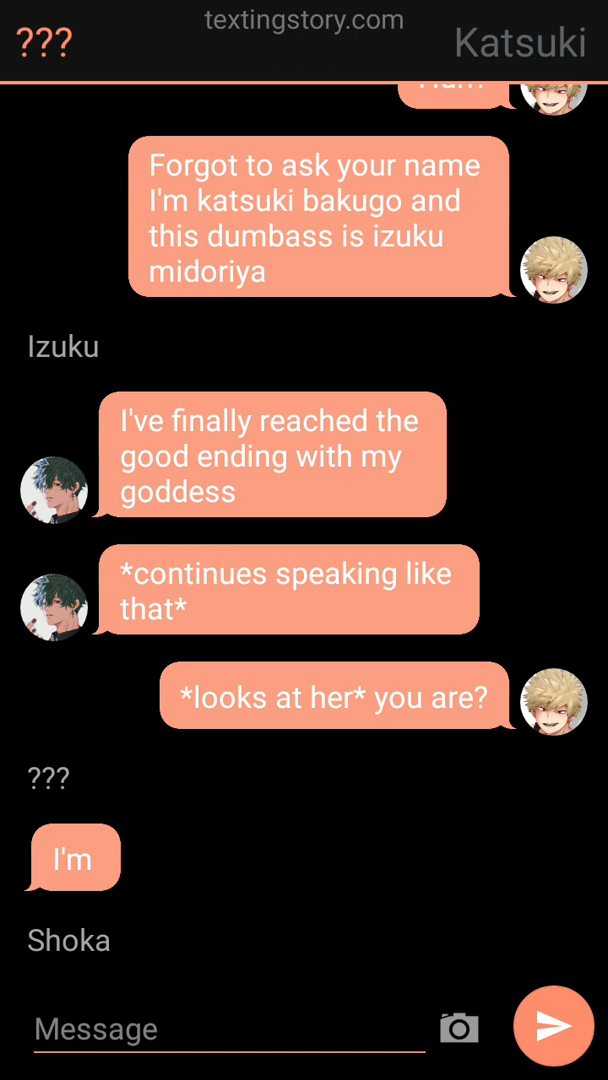 textingstory.com
???
Katsuki
Forgot to ask your name
I'm katsuki bakugo and
this dumbass is izuku
midoriya
Izuku
I've finally reached the
good ending with my
goddess
*continues speaking like
that*
*looks at her* you are?
???
I'm
Shoka
Message